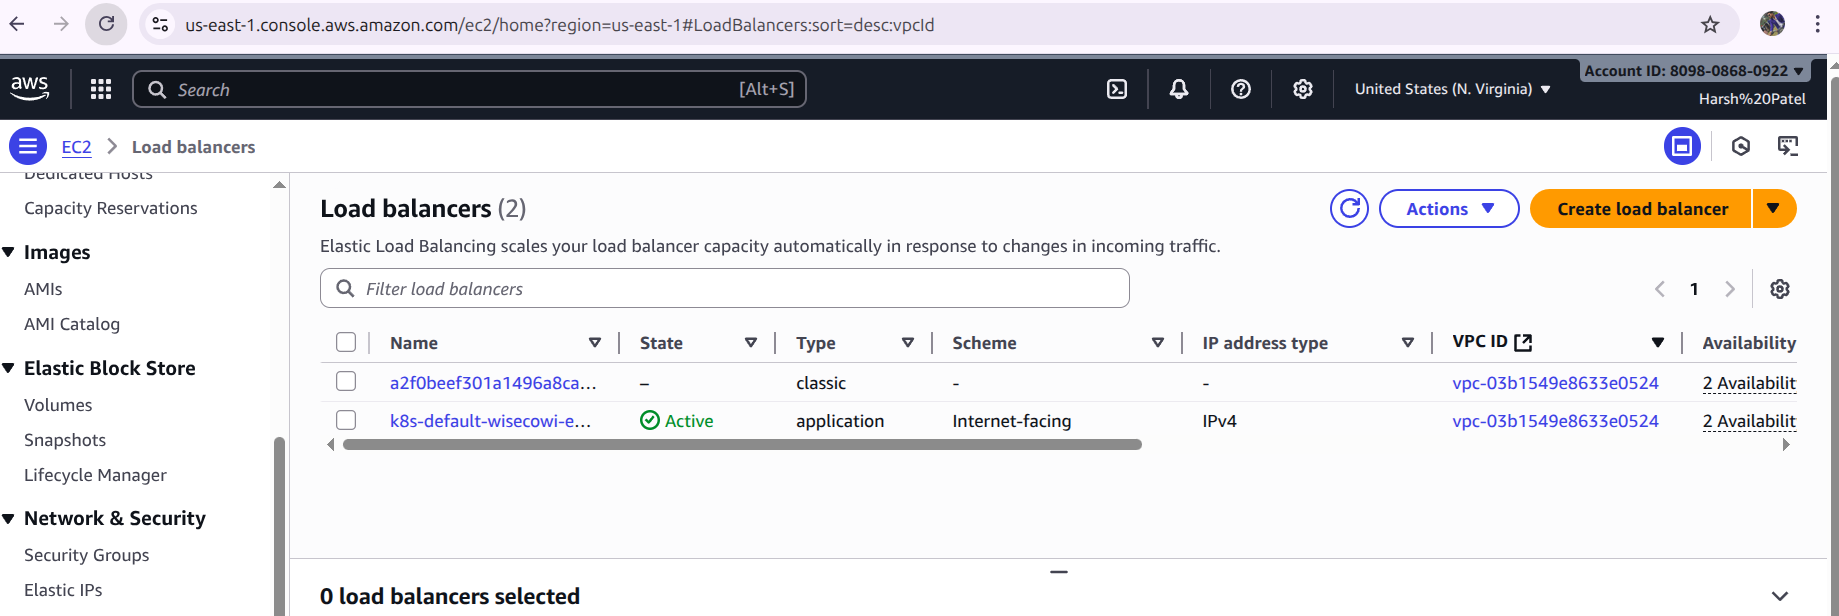 us-east-1.console.aws.amazon.com/ec2/home?region=us-east-1#LoadBalancers:sort=desc:vpcId
aws
Search [Alt+S]
United States (N. Virginia)
Account ID: 8098-0868-0922
Harsh%20Patel
EC2 Load balancers
Dedicated Hosts
Capacity Reservations
Images
AMIs
AMI Catalog
Elastic Block Store
Volumes
Snapshots
Lifecycle Manager
Network & Security
Security Groups
Elastic IPs
Load balancers (2)
Actions
Create load balancer
Elastic Load Balancing scales your load balancer capacity automatically in response to changes in incoming traffic.
Filter load balancers
1
Name State Type Scheme IP address type VPC ID Availability
a2f0beef301a1496a8ca... – classic - - vpc-03b1549e8633e0524 2 Availabilit
k8s-default-wisecowi-e... Active application Internet-facing IPv4 vpc-03b1549e8633e0524 2 Availabilit
0 load balancers selected